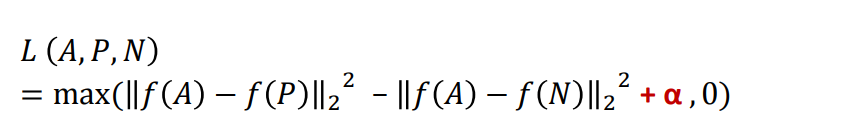 L (A, P, N)
= max(‖f(A) − f(P)‖₂² − ‖f(A) − f(N)‖₂² + α , 0)